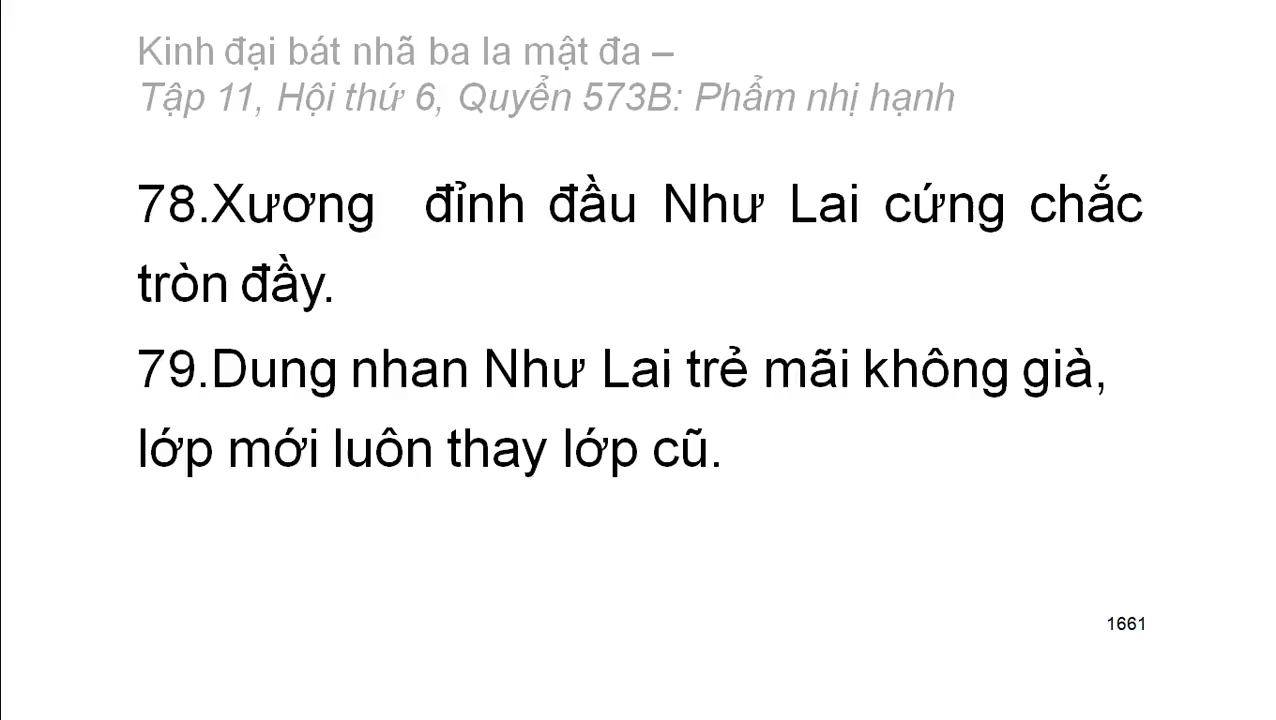 Kinh đại bát nhã ba la mật đa –
Tập 11, Hội thứ 6, Quyển 573B: Phẩm nhị hạnh
78.Xương đỉnh đầu Như Lai cứng chắc
tròn đầy.
79.Dung nhan Như Lai trẻ mãi không già,
lớp mới luôn thay lớp cũ.
1661